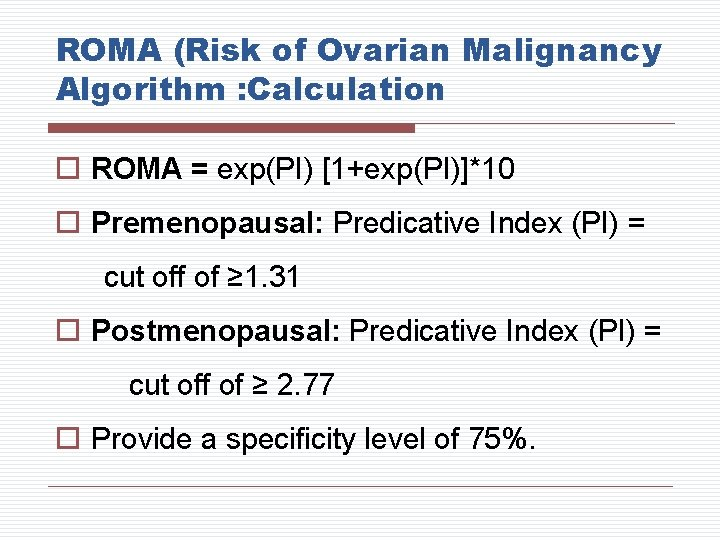 ROMA (Risk of Ovarian Malignancy
Algorithm : Calculation
ROMA = exp(PI) [1+exp(PI)]*10
Premenopausal: Predicative Index (PI) =
cut off of ≥1.31
Postmenopausal: Predicative Index (PI) =
cut off of ≥ 2.77
Provide a specificity level of 75%.